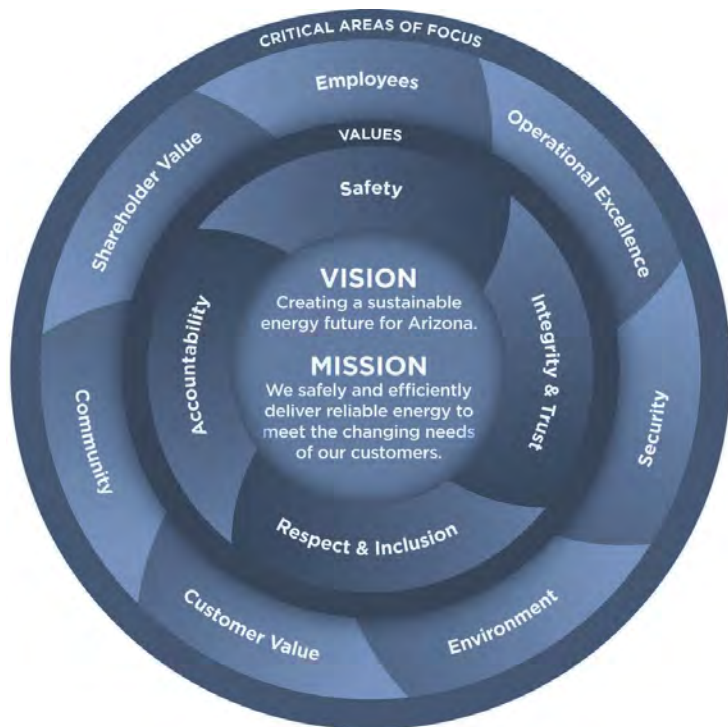 CRITICAL AREAS OF FOCUS
Employees
Operational Excellence
Security
Environment
Customer Value
Community
Shareholder Value
VALUES
Safety
Integrity & Trust
Respect & Inclusion
Accountability
VISION
Creating a sustainable
energy future for Arizona.
MISSION
We safely and efficiently
deliver reliable energy to
meet the changing needs
of our customers.